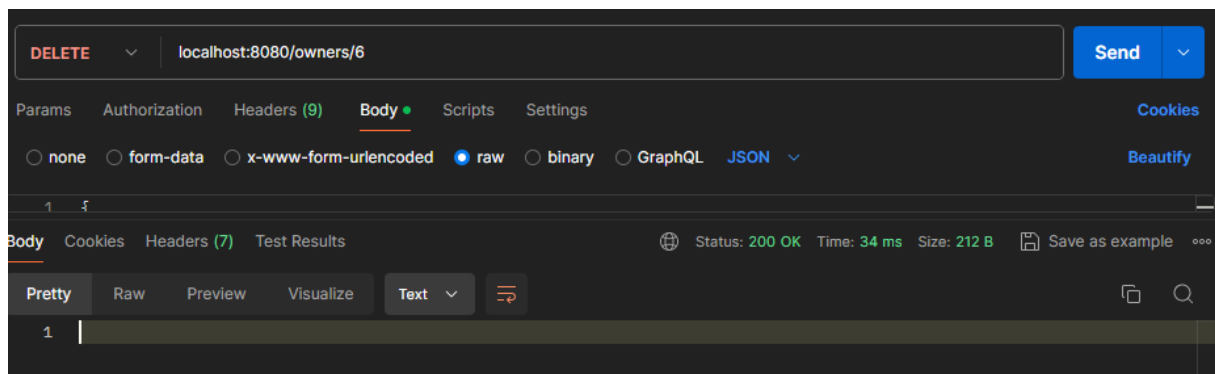 DELETE localhost:8080/owners/6 Send
Params Authorization Headers (9) Body Scripts Settings Cookies
none form-data x-www-form-urlencoded raw binary GraphQL JSON Beautify
1 {
Body Cookies Headers (7) Test Results Status: 200 OK Time: 34 ms Size: 212 B Save as example
Pretty Raw Preview Visualize Text
1